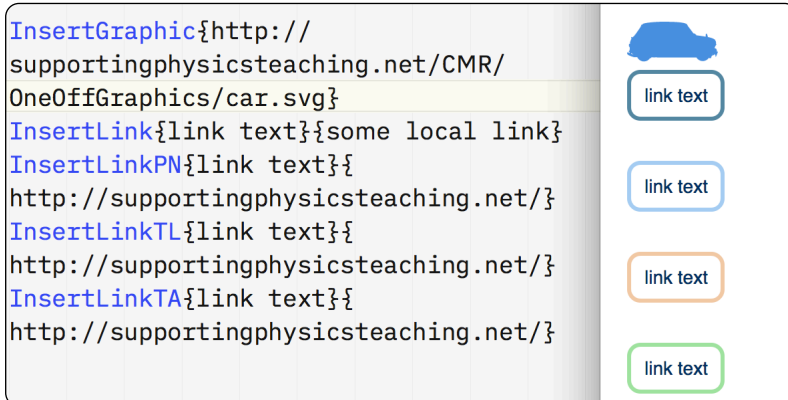 InsertGraphic{http://
supportingphysicsteaching.net/CMR/
OneOffGraphics/car.svg}
InsertLink{link text}{some local link}
InsertLinkPN{link text}{
http://supportingphysicsteaching.net/}
InsertLinkTL{link text}{
http://supportingphysicsteaching.net/}
InsertLinkTA{link text}{
http://supportingphysicsteaching.net/}
link text
link text
link text
link text